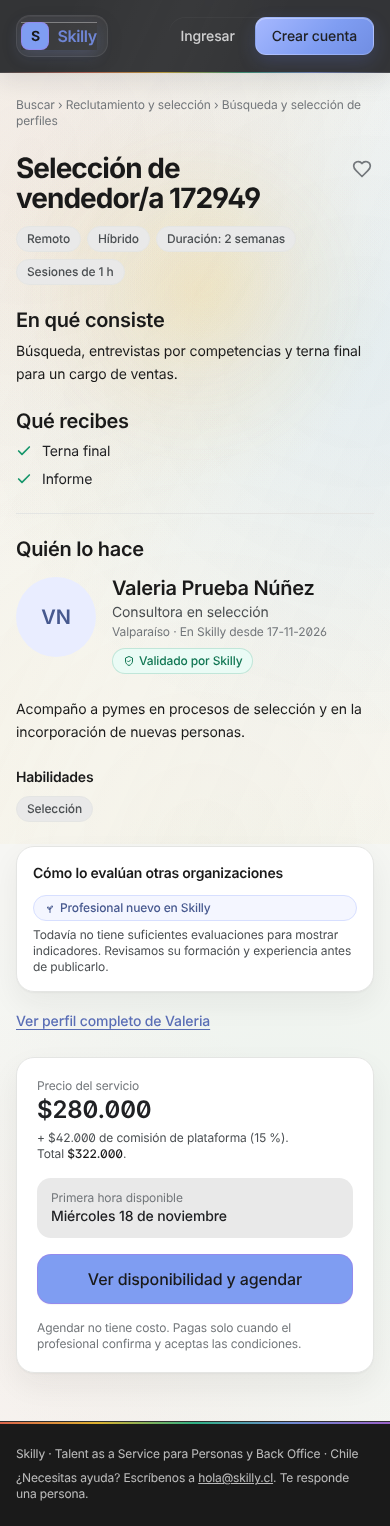 S Skilly
Ingresar
Crear cuenta
Buscar › Reclutamiento y selección › Búsqueda y selección de
perfiles
Selección de
vendedor/a 172949
Remoto
Híbrido
Duración: 2 semanas
Sesiones de 1 h
En qué consiste
Búsqueda, entrevistas por competencias y terna final
para un cargo de ventas.
Qué recibes
Terna final
Informe
Quién lo hace
VN
Valeria Prueba Núñez
Consultora en selección
Valparaíso · En Skilly desde 17-11-2026
Validado por Skilly
Acompaño a pymes en procesos de selección y en la
incorporación de nuevas personas.
Habilidades
Selección
Cómo lo evalúan otras organizaciones
Profesional nuevo en Skilly
Todavía no tiene suficientes evaluaciones para mostrar
indicadores. Revisamos su formación y experiencia antes
de publicarlo.
Ver perfil completo de Valeria
Precio del servicio
$280.000
+ $42.000 de comisión de plataforma (15 %).
Total $322.000.
Primera hora disponible
Miércoles 18 de noviembre
Ver disponibilidad y agendar
Agendar no tiene costo. Pagas solo cuando el
profesional confirma y aceptas las condiciones.
Skilly · Talent as a Service para Personas y Back Office · Chile
¿Necesitas ayuda? Escríbenos a hola@skilly.cl. Te responde
una persona.